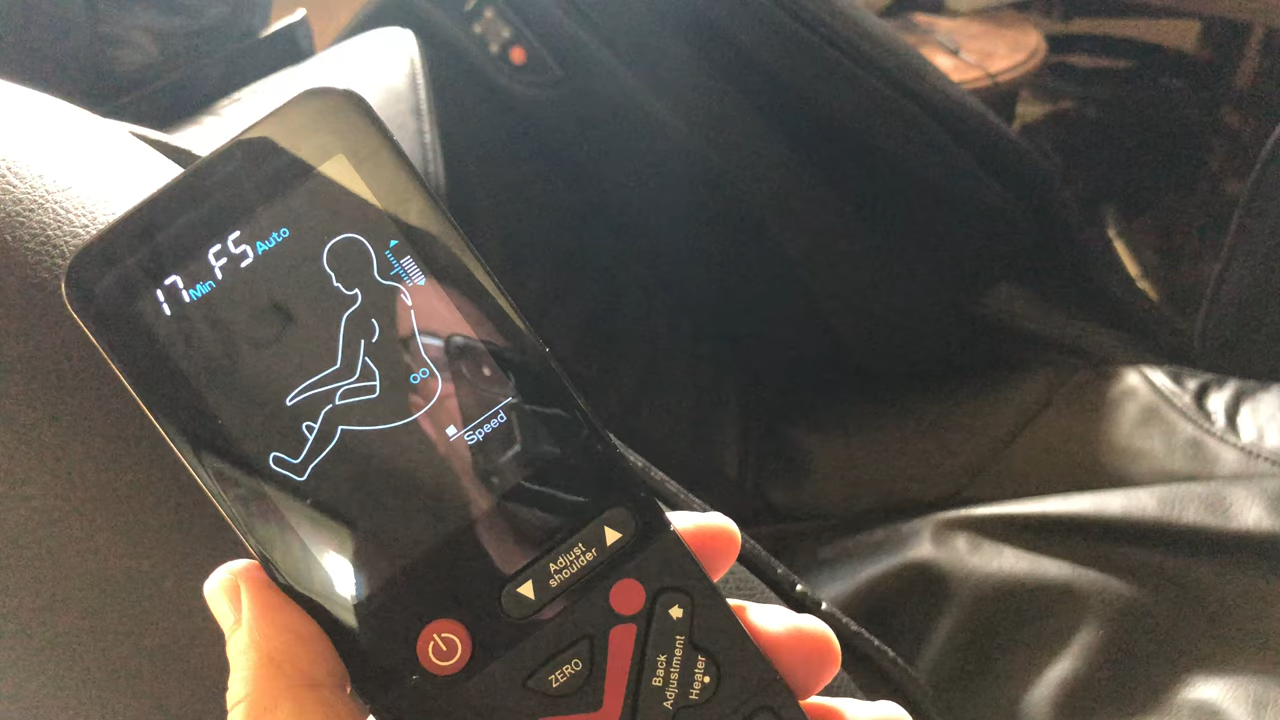 17 Min F5 Auto
Speed
Adjust
shoulder
ZERO
Back
Adjustment
Heater